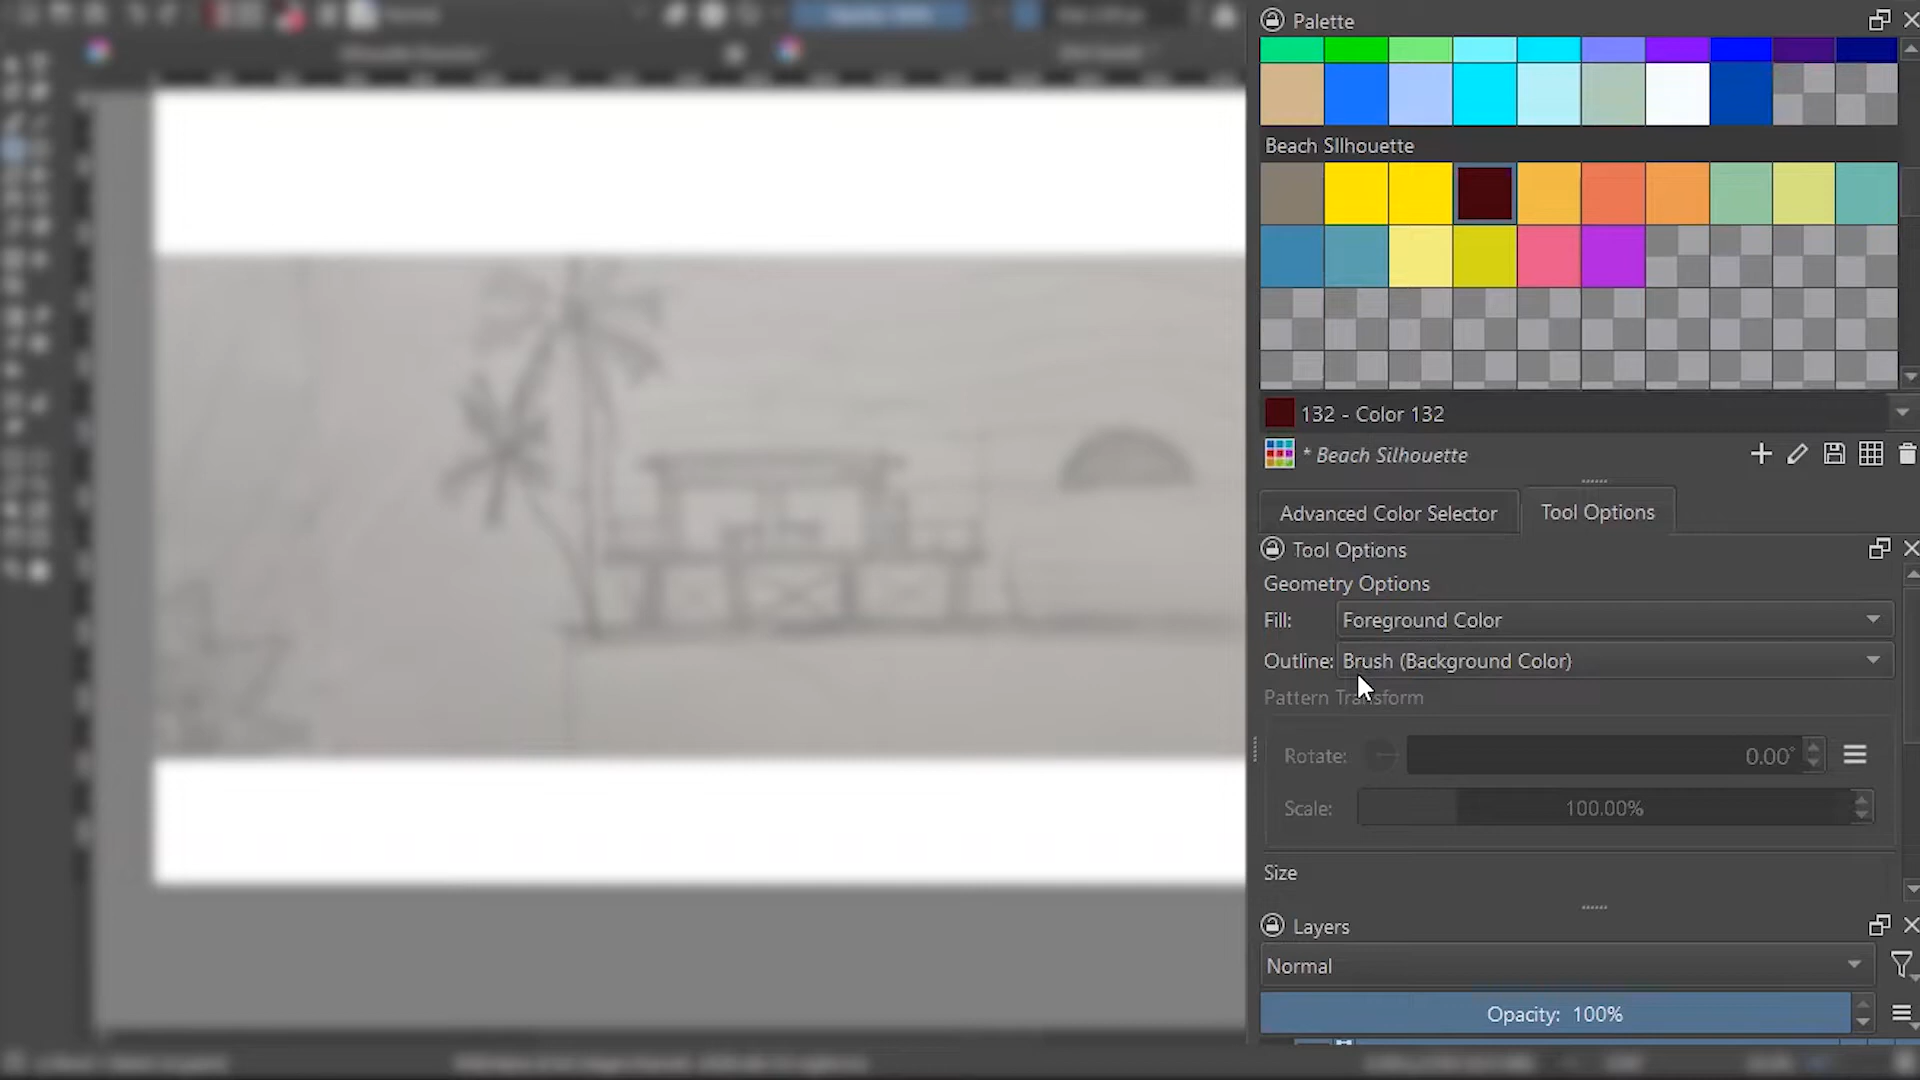 Palette
Beach SIlhouette
132 - Color 132
* Beach Silhouette
Advanced Color Selector
Tool Options
Tool Options
Geometry Options
Fill: Foreground Color
Outline: Brush (Background Color)
Pattern Transform
Rotate: 0.00°
Scale: 100.00%
Size
Layers
Normal
Opacity: 100%